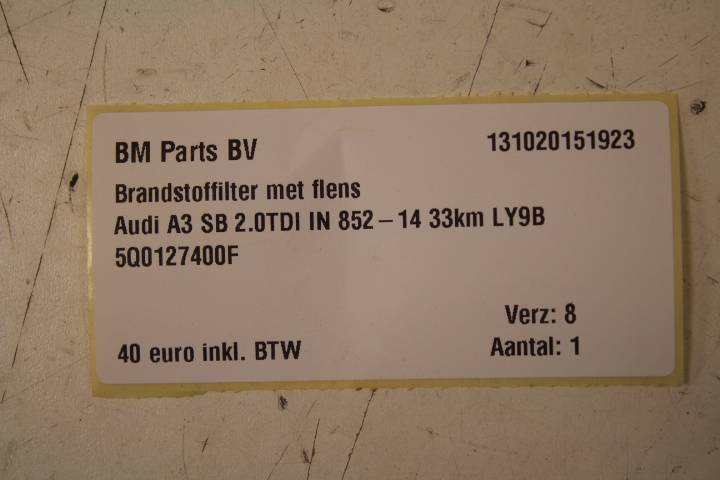 BM Parts BV 131020151923
Brandstoffilter met flens
Audi A3 SB 2.0TDI IN 852-14 33km LY9B
5Q0127400F
Verz: 8
40 euro inkl. BTW Aantal: 1